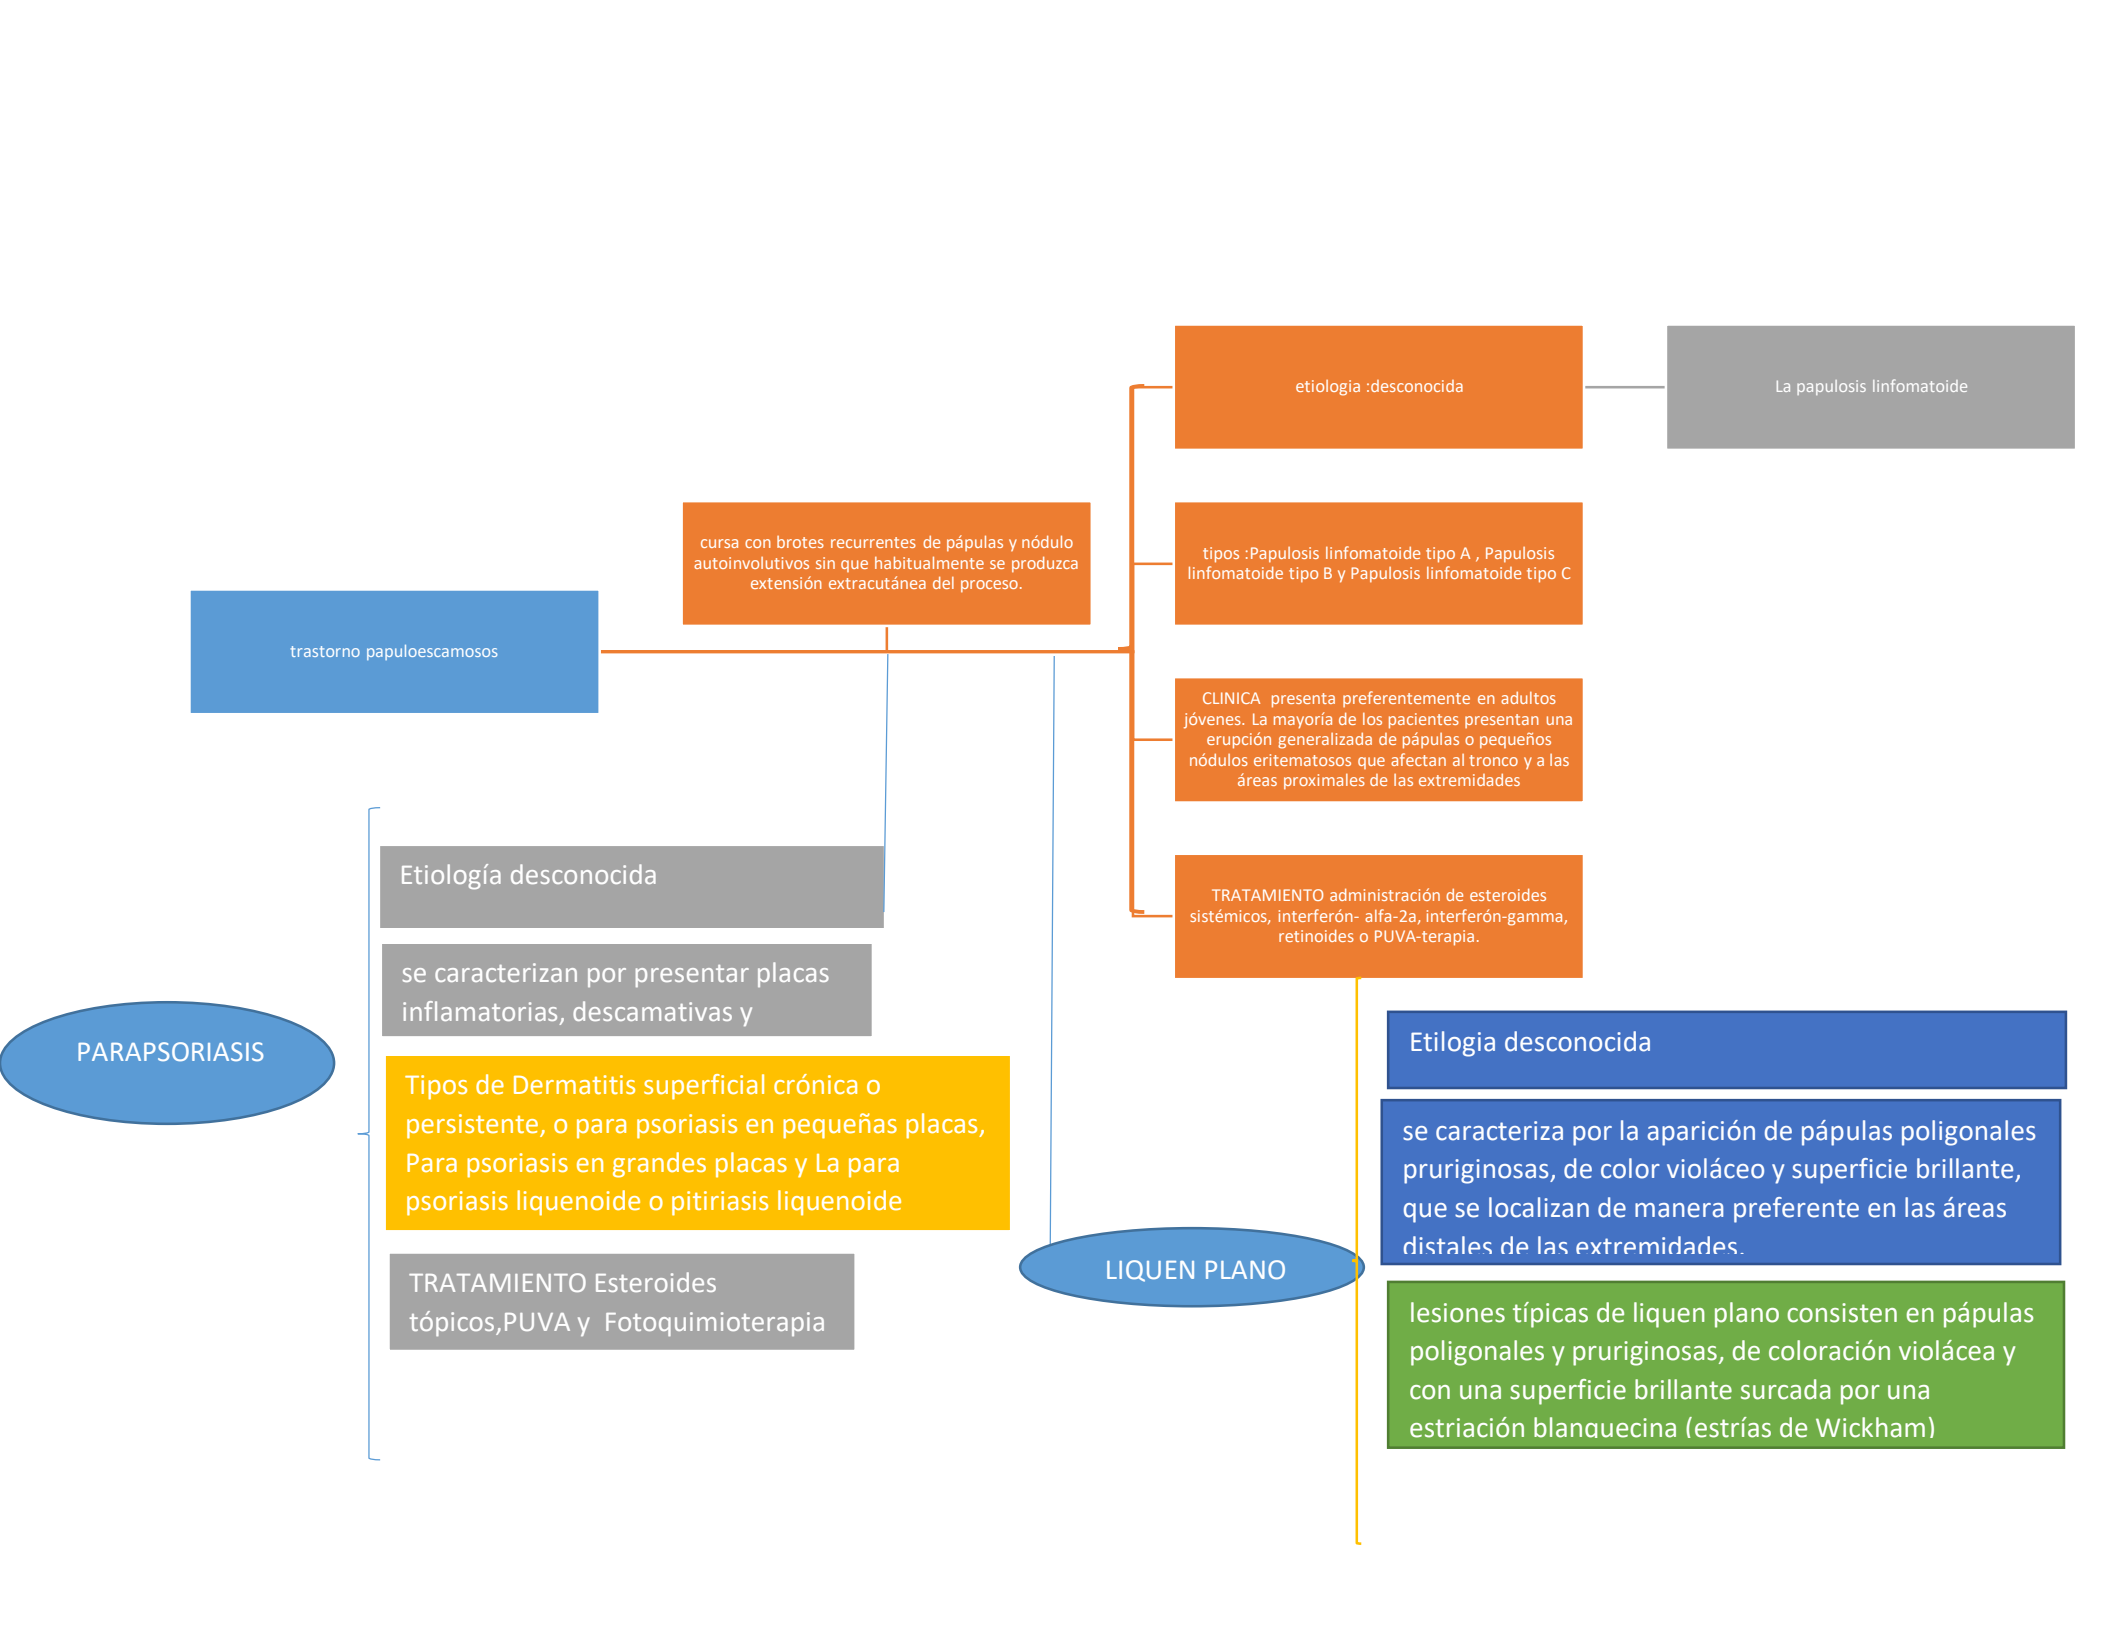 etiologia :desconocida
La papulosis linfomatoide
cursa con brotes recurrentes de pápulas y nódulo
autoinvolutivos sin que habitualmente se produzca
extensión extracutánea del proceso.
tipos :Papulosis linfomatoide tipo A , Papulosis
linfomatoide tipo B y Papulosis linfomatoide tipo C
trastorno papuloescamosos
CLINICA presenta preferentemente en adultos
jóvenes. La mayoría de los pacientes presentan una
erupción generalizada de pápulas o pequeños
nódulos eritematosos que afectan al tronco y a las
áreas proximales de las extremidades
TRATAMIENTO administración de esteroides
sistémicos, interferón- alfa-2a, interferón-gamma,
retinoides o PUVA-terapia.
PARAPSORIASIS
Etiología desconocida
se caracterizan por presentar placas
inflamatorias, descamativas y
Tipos de Dermatitis superficial crónica o
persistente, o para psoriasis en pequeñas placas,
Para psoriasis en grandes placas y La para
psoriasis liquenoide o pitiriasis liquenoide
TRATAMIENTO Esteroides
tópicos,PUVA y Fotoquimioterapia
LIQUEN PLANO
Etilogia desconocida
se caracteriza por la aparición de pápulas poligonales
pruriginosas, de color violáceo y superficie brillante,
que se localizan de manera preferente en las áreas
distales de las extremidades.
lesiones típicas de liquen plano consisten en pápulas
poligonales y pruriginosas, de coloración violácea y
con una superficie brillante surcada por una
estriación blanquecina (estrías de Wickham)